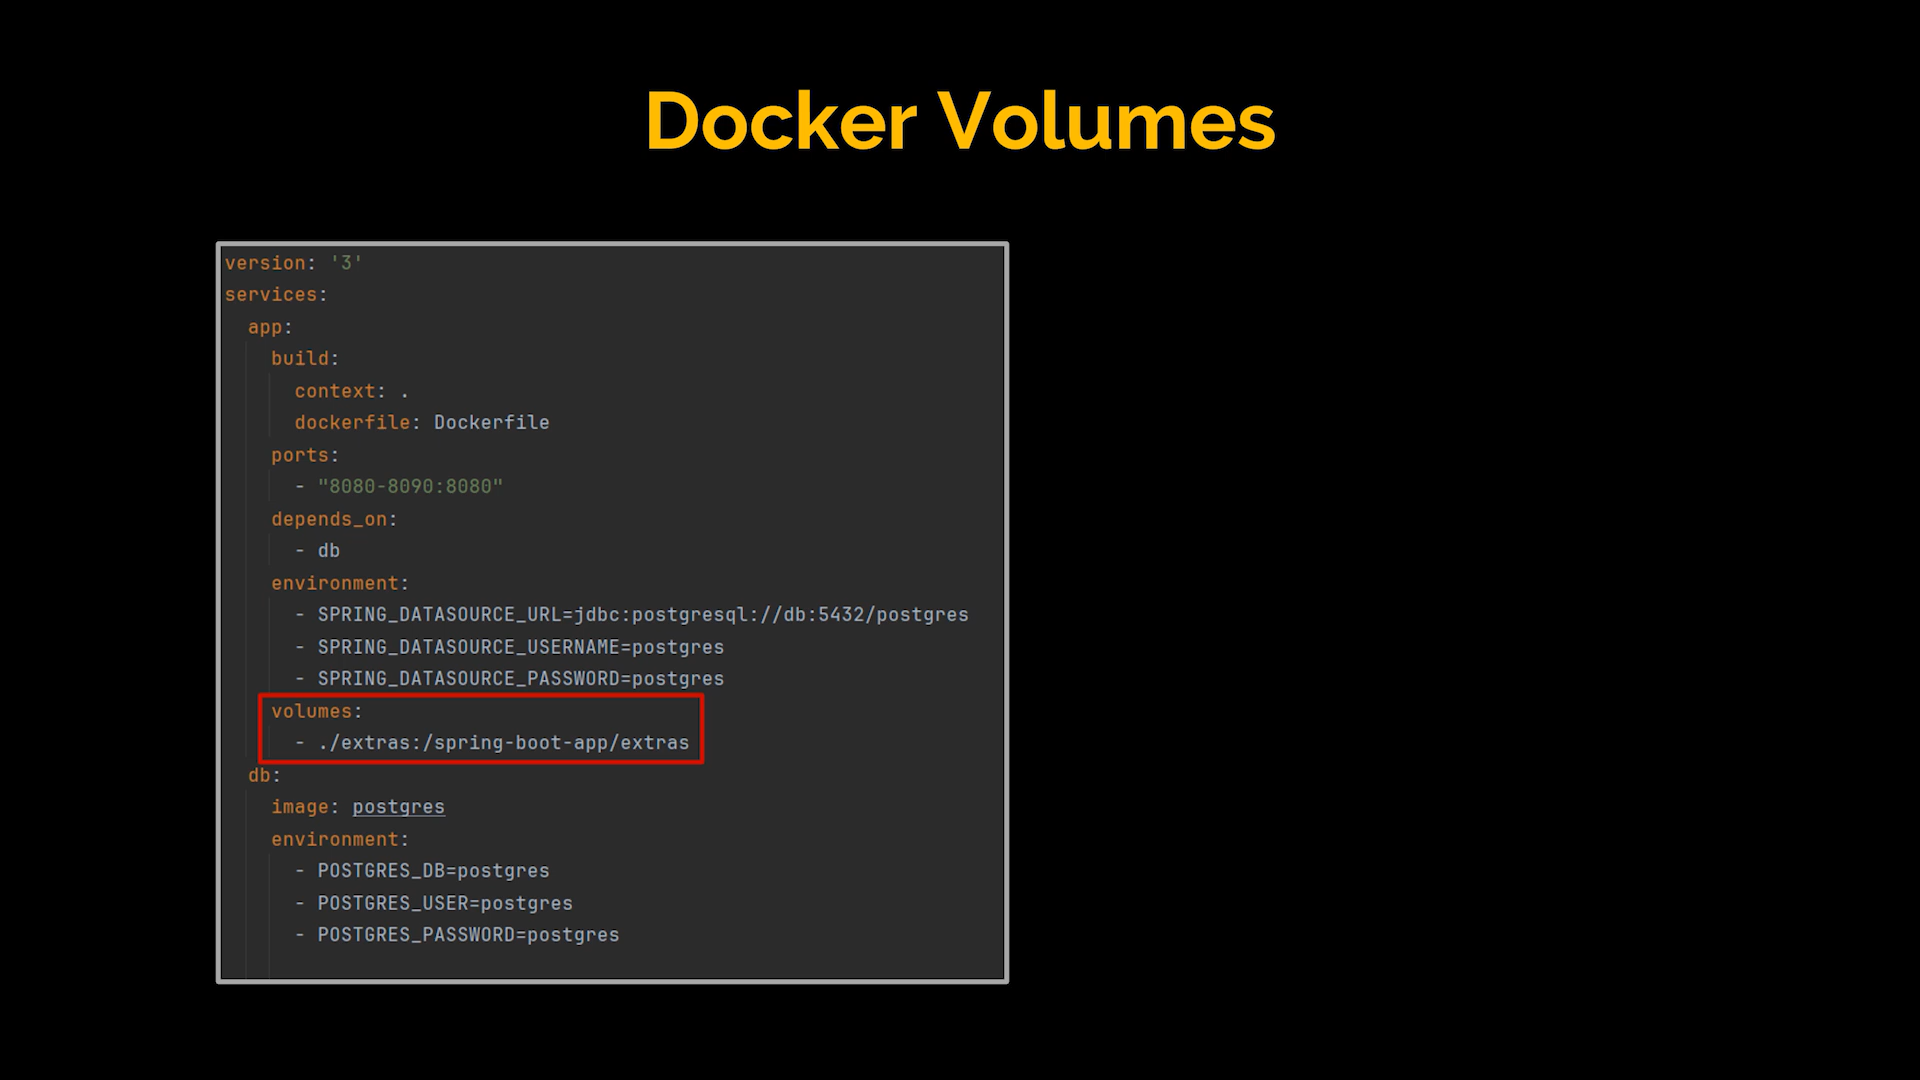 Docker Volumes
version: '3'
services:
  app:
    build:
      context: .
      dockerfile: Dockerfile
    ports:
      - "8080-8090:8080"
    depends_on:
      - db
    environment:
      - SPRING_DATASOURCE_URL=jdbc:postgresql://db:5432/postgres
      - SPRING_DATASOURCE_USERNAME=postgres
      - SPRING_DATASOURCE_PASSWORD=postgres
    volumes:
      - ./extras:/spring-boot-app/extras
  db:
    image: postgres
    environment:
      - POSTGRES_DB=postgres
      - POSTGRES_USER=postgres
      - POSTGRES_PASSWORD=postgres